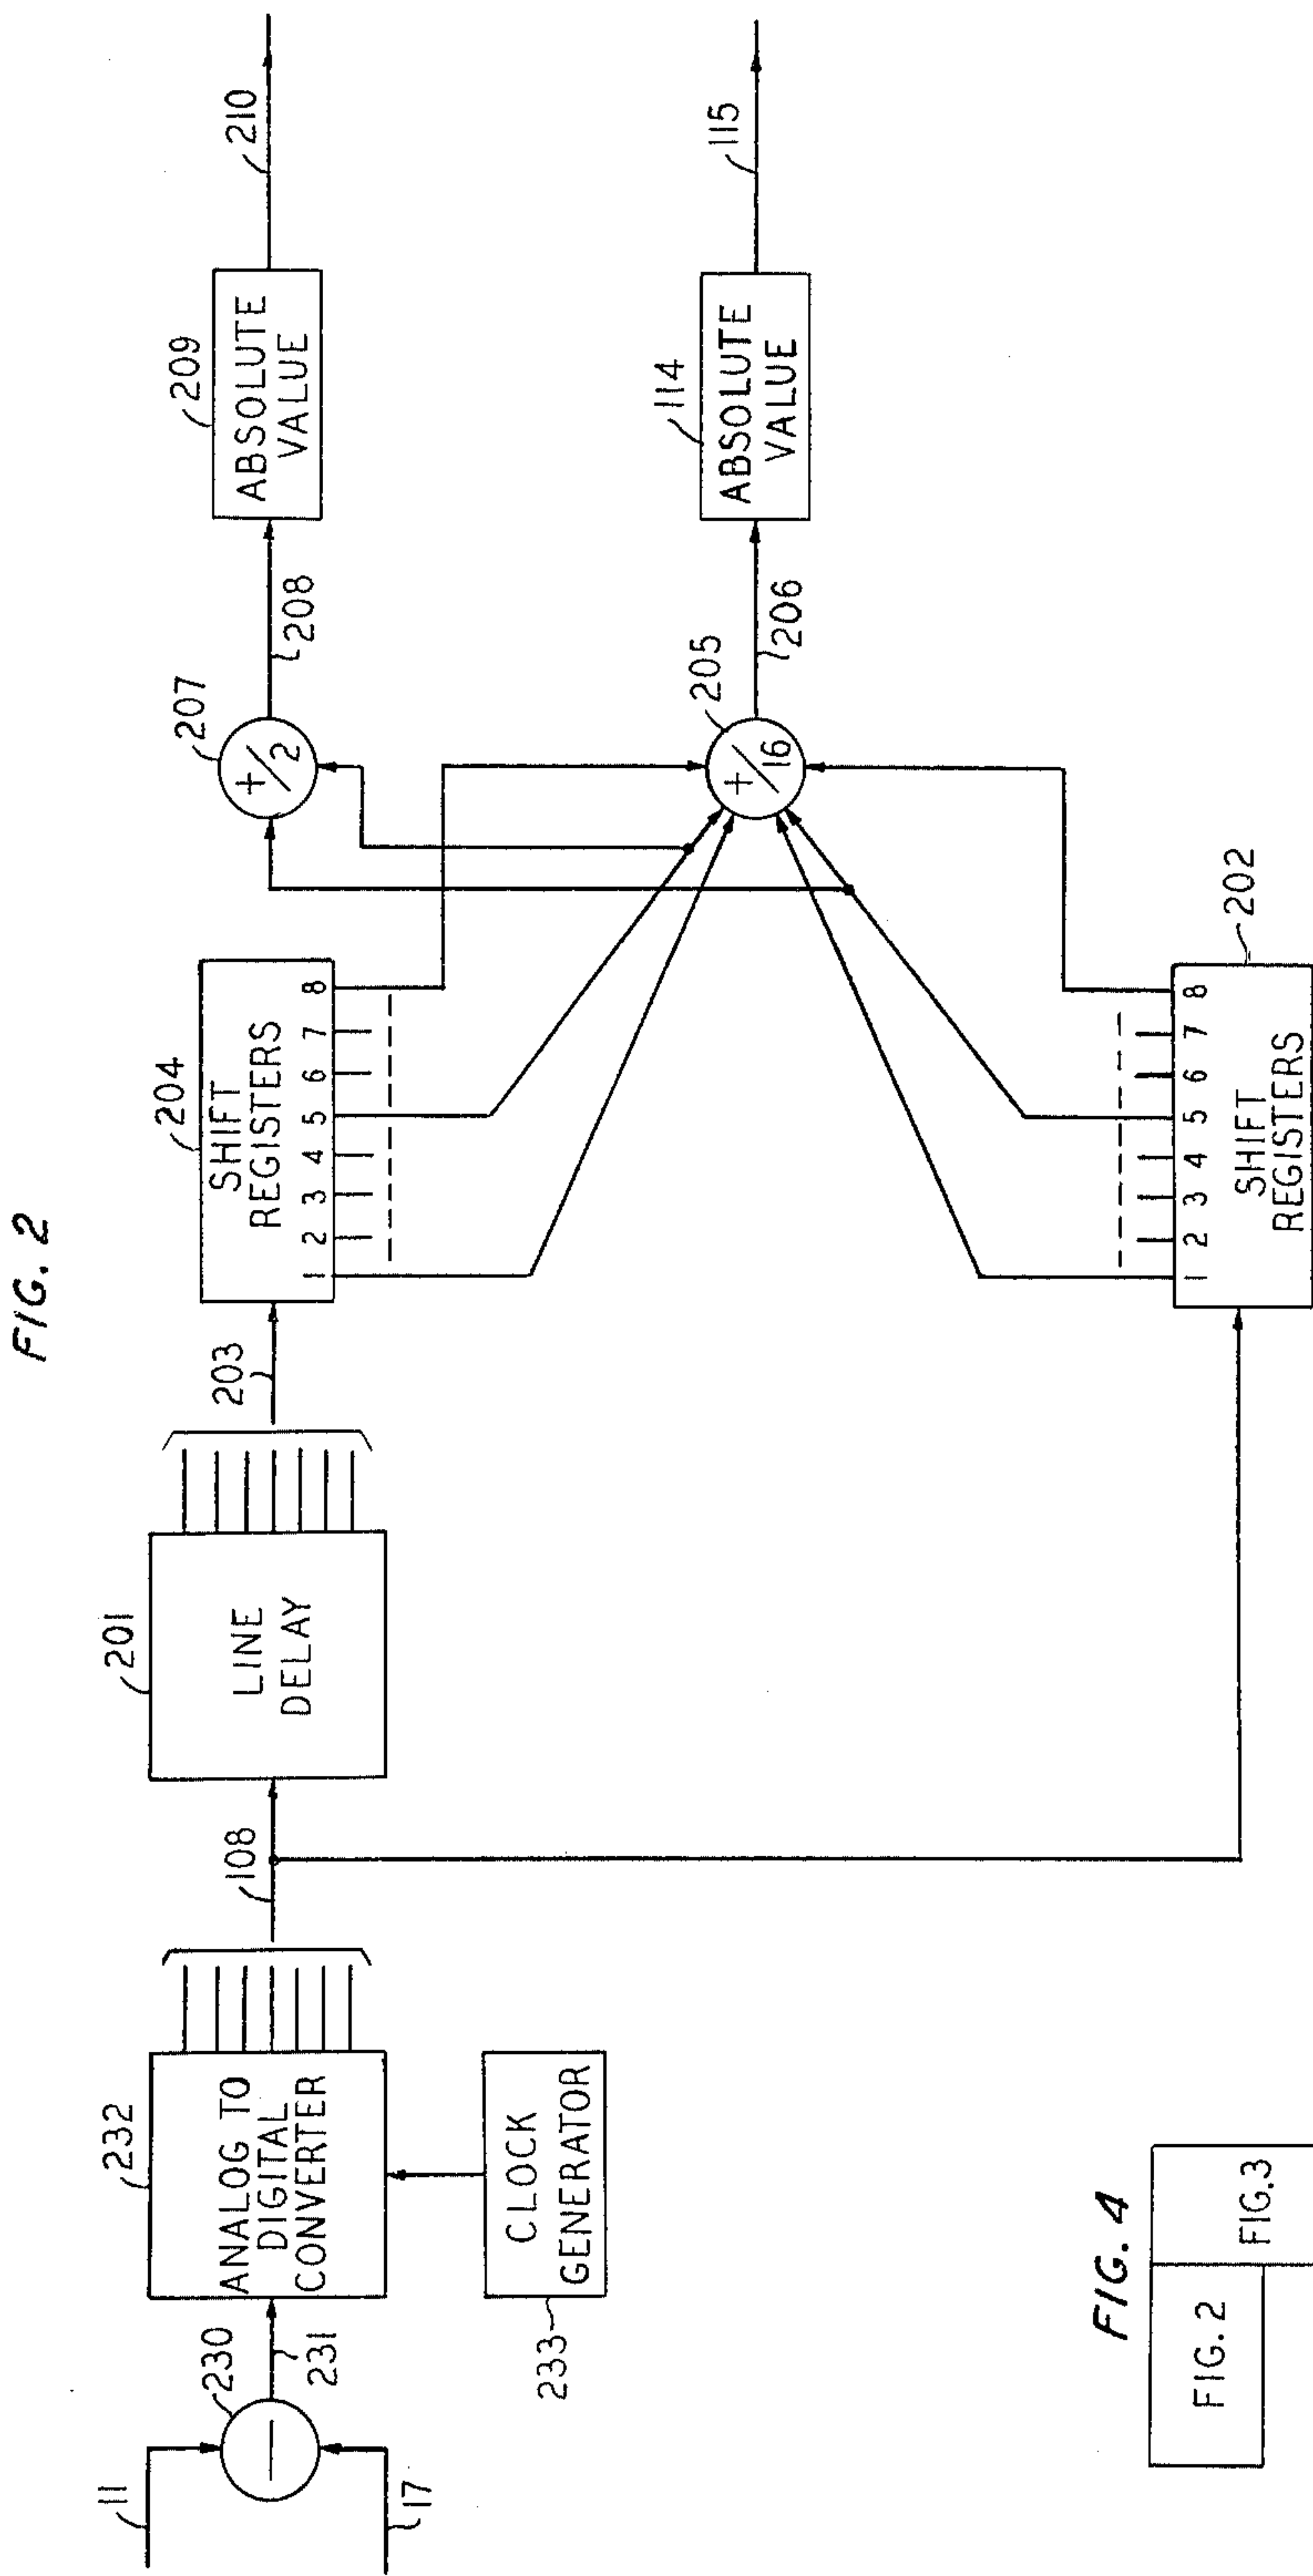 FIG. 2
11
17
230
231
232
ANALOG TO
DIGITAL
CONVERTER
CLOCK
GENERATOR
233
108
201
LINE
DELAY
203
204
SHIFT
REGISTERS
1 2 3 4 5 6 7 8
202
1 2 3 4 5 6 7 8
SHIFT
REGISTERS
207
+/2
208
209
ABSOLUTE
VALUE
210
205
+/16
206
114
ABSOLUTE
VALUE
115
FIG. 4
FIG. 2
FIG.3